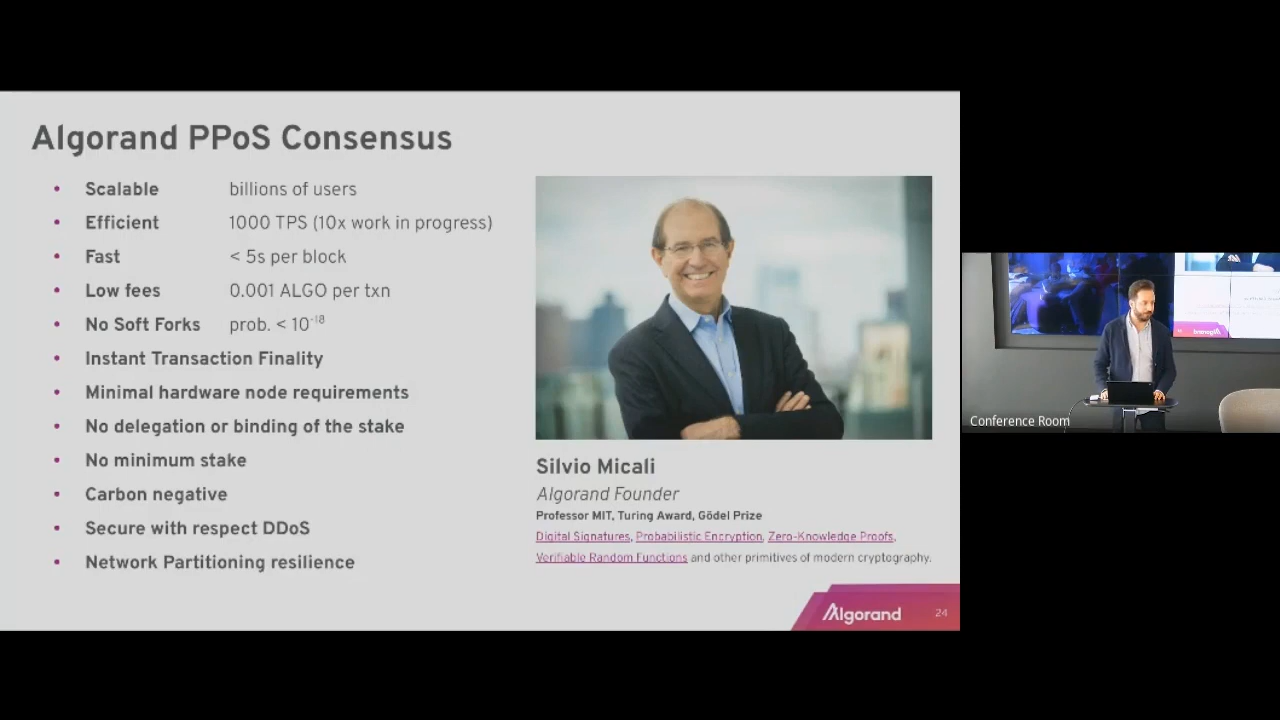 Algorand PPoS Consensus
• Scalable billions of users
• Efficient 1000 TPS (10x work in progress)
• Fast < 5s per block
• Low fees 0.001 ALGO per txn
• No Soft Forks prob. < 10⁻¹⁸
• Instant Transaction Finality
• Minimal hardware node requirements
• No delegation or binding of the stake
• No minimum stake
• Carbon negative
• Secure with respect DDoS
• Network Partitioning resilience
Silvio Micali
Algorand Founder
Professor MIT, Turing Award, Gödel Prize
Digital Signatures, Probabilistic Encryption, Zero-Knowledge Proofs,
Verifiable Random Functions and other primitives of modern cryptography.
Algorand 24
Conference Room